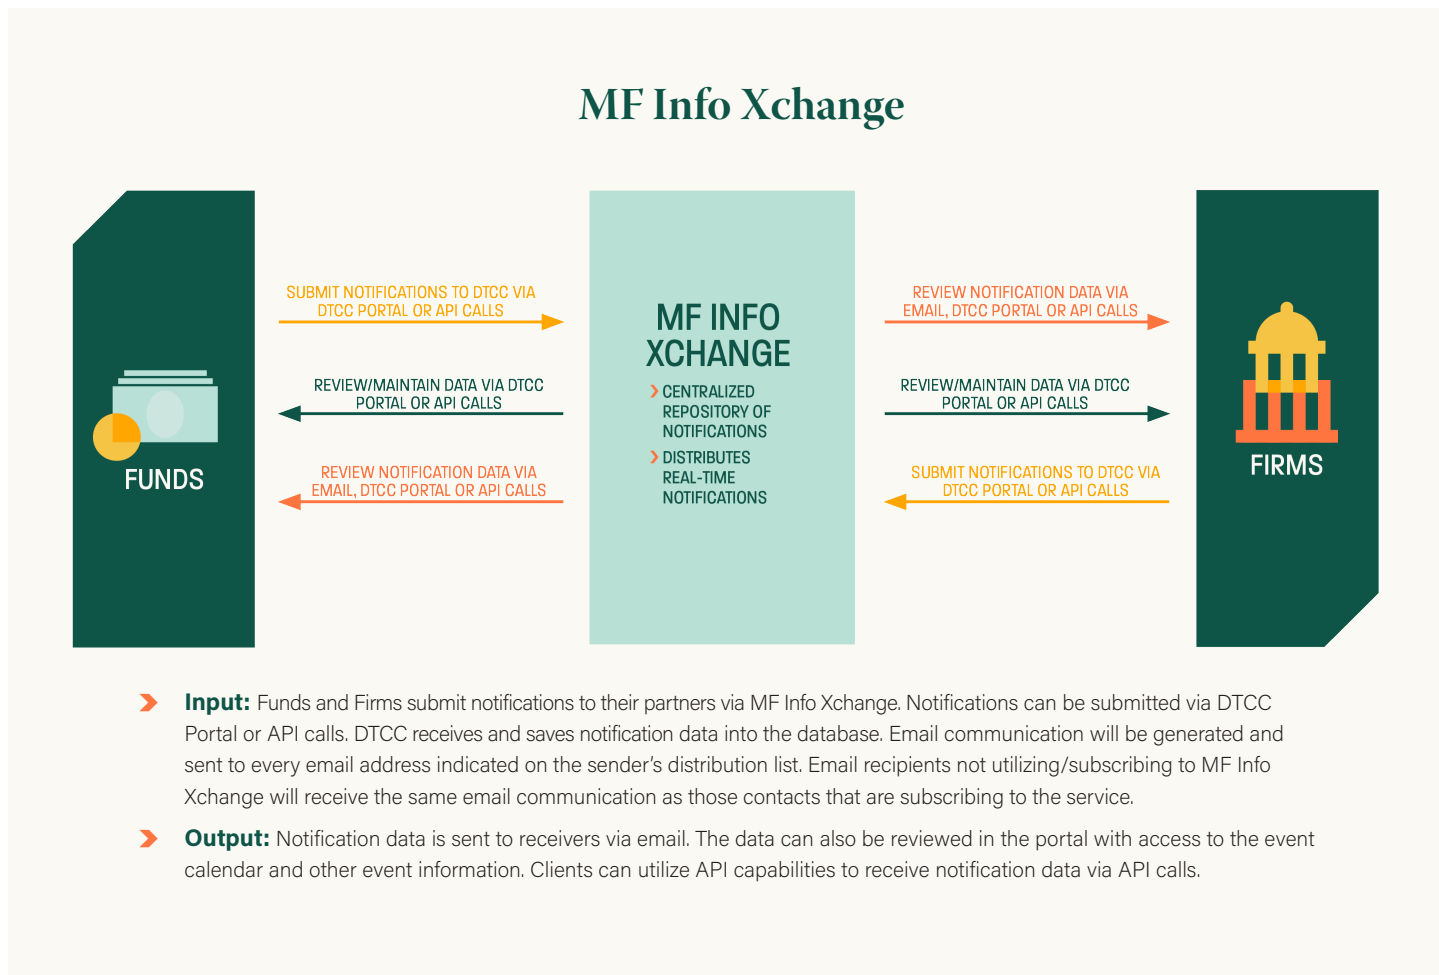 MF Info Xchange
SUBMIT NOTIFICATIONS TO DTCC VIA
DTCC PORTAL OR API CALLS
REVIEW/MAINTAIN DATA VIA DTCC
PORTAL OR API CALLS
REVIEW NOTIFICATION DATA VIA
EMAIL, DTCC PORTAL OR API CALLS
FUNDS
MF INFO
XCHANGE
CENTRALIZED
REPOSITORY OF
NOTIFICATIONS
DISTRIBUTES
REAL-TIME
NOTIFICATIONS
REVIEW NOTIFICATION DATA VIA
EMAIL, DTCC PORTAL OR API CALLS
REVIEW/MAINTAIN DATA VIA DTCC
PORTAL OR API CALLS
SUBMIT NOTIFICATIONS TO DTCC VIA
DTCC PORTAL OR API CALLS
FIRMS
Input: Funds and Firms submit notifications to their partners via MF Info Xchange. Notifications can be submitted via DTCC
Portal or API calls. DTCC receives and saves notification data into the database. Email communication will be generated and
sent to every email address indicated on the sender’s distribution list. Email recipients not utilizing/subscribing to MF Info
Xchange will receive the same email communication as those contacts that are subscribing to the service.
Output: Notification data is sent to receivers via email. The data can also be reviewed in the portal with access to the event
calendar and other event information. Clients can utilize API capabilities to receive notification data via API calls.